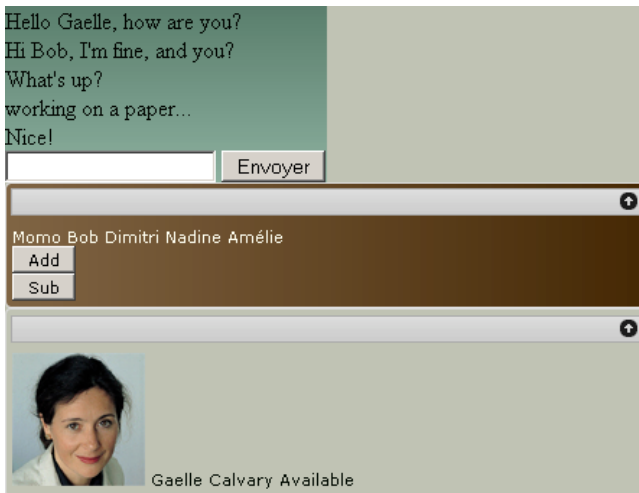 Hello Gaelle, how are you?
Hi Bob, I'm fine, and you?
What's up?
working on a paper...
Nice!
Envoyer
Momo Bob Dimitri Nadine Amélie
Add
Sub
Gaelle Calvary Available